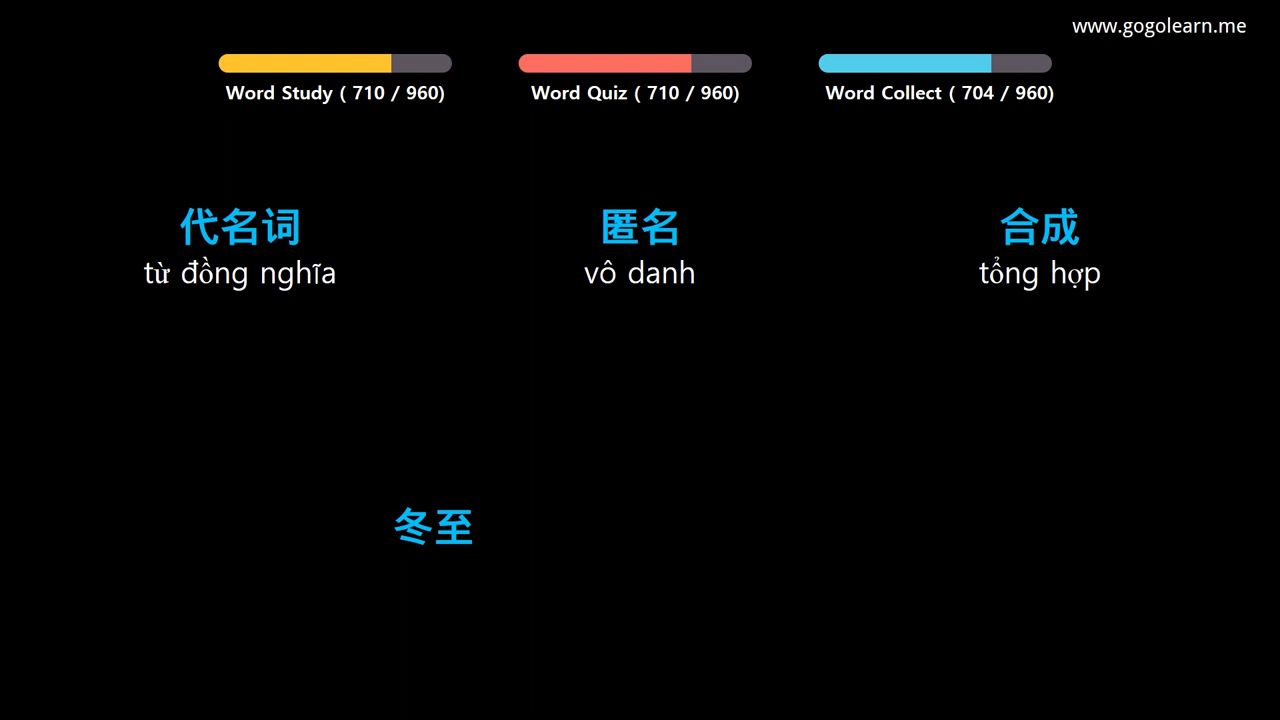 www.gogolearn.me
Word Study ( 710 / 960)
Word Quiz ( 710 / 960)
Word Collect ( 704 / 960)
代名词
từ đồng nghĩa
匿名
vô danh
合成
tổng hợp
冬至